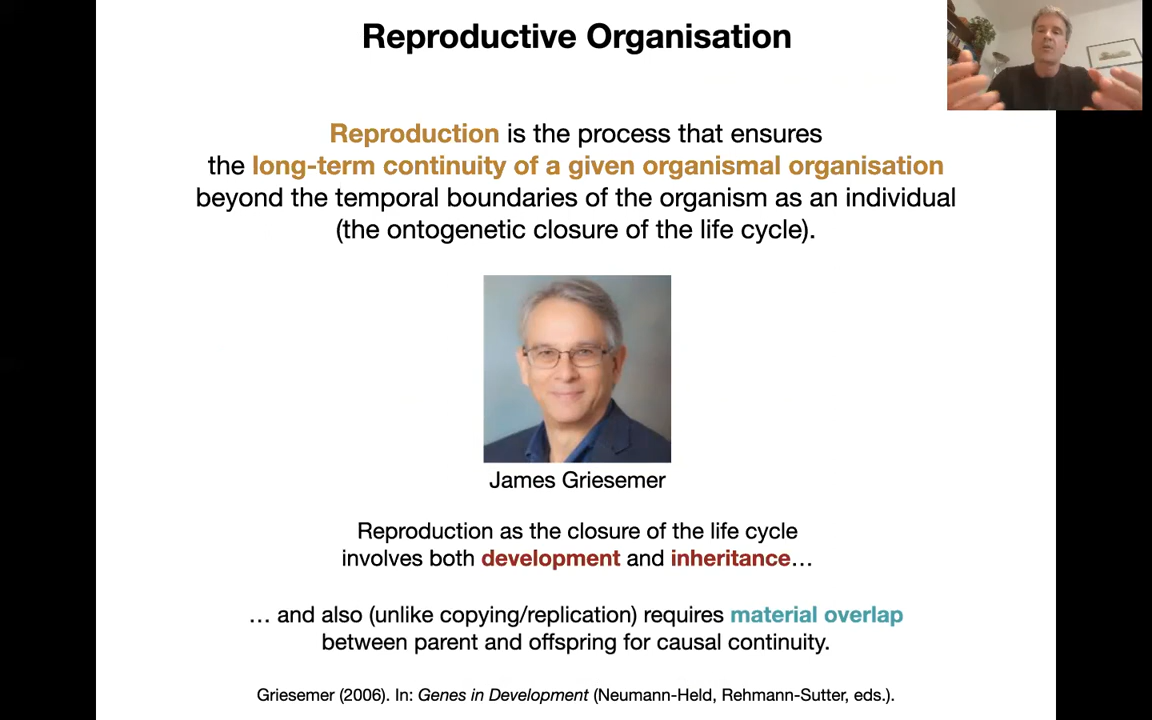 Reproductive Organisation
Reproduction is the process that ensures
the long-term continuity of a given organismal organisation
beyond the temporal boundaries of the organism as an individual
(the ontogenetic closure of the life cycle).
James Griesemer
Reproduction as the closure of the life cycle
involves both development and inheritance…
… and also (unlike copying/replication) requires material overlap
between parent and offspring for causal continuity.
Griesemer (2006). In: Genes in Development (Neumann-Held, Rehmann-Sutter, eds.).